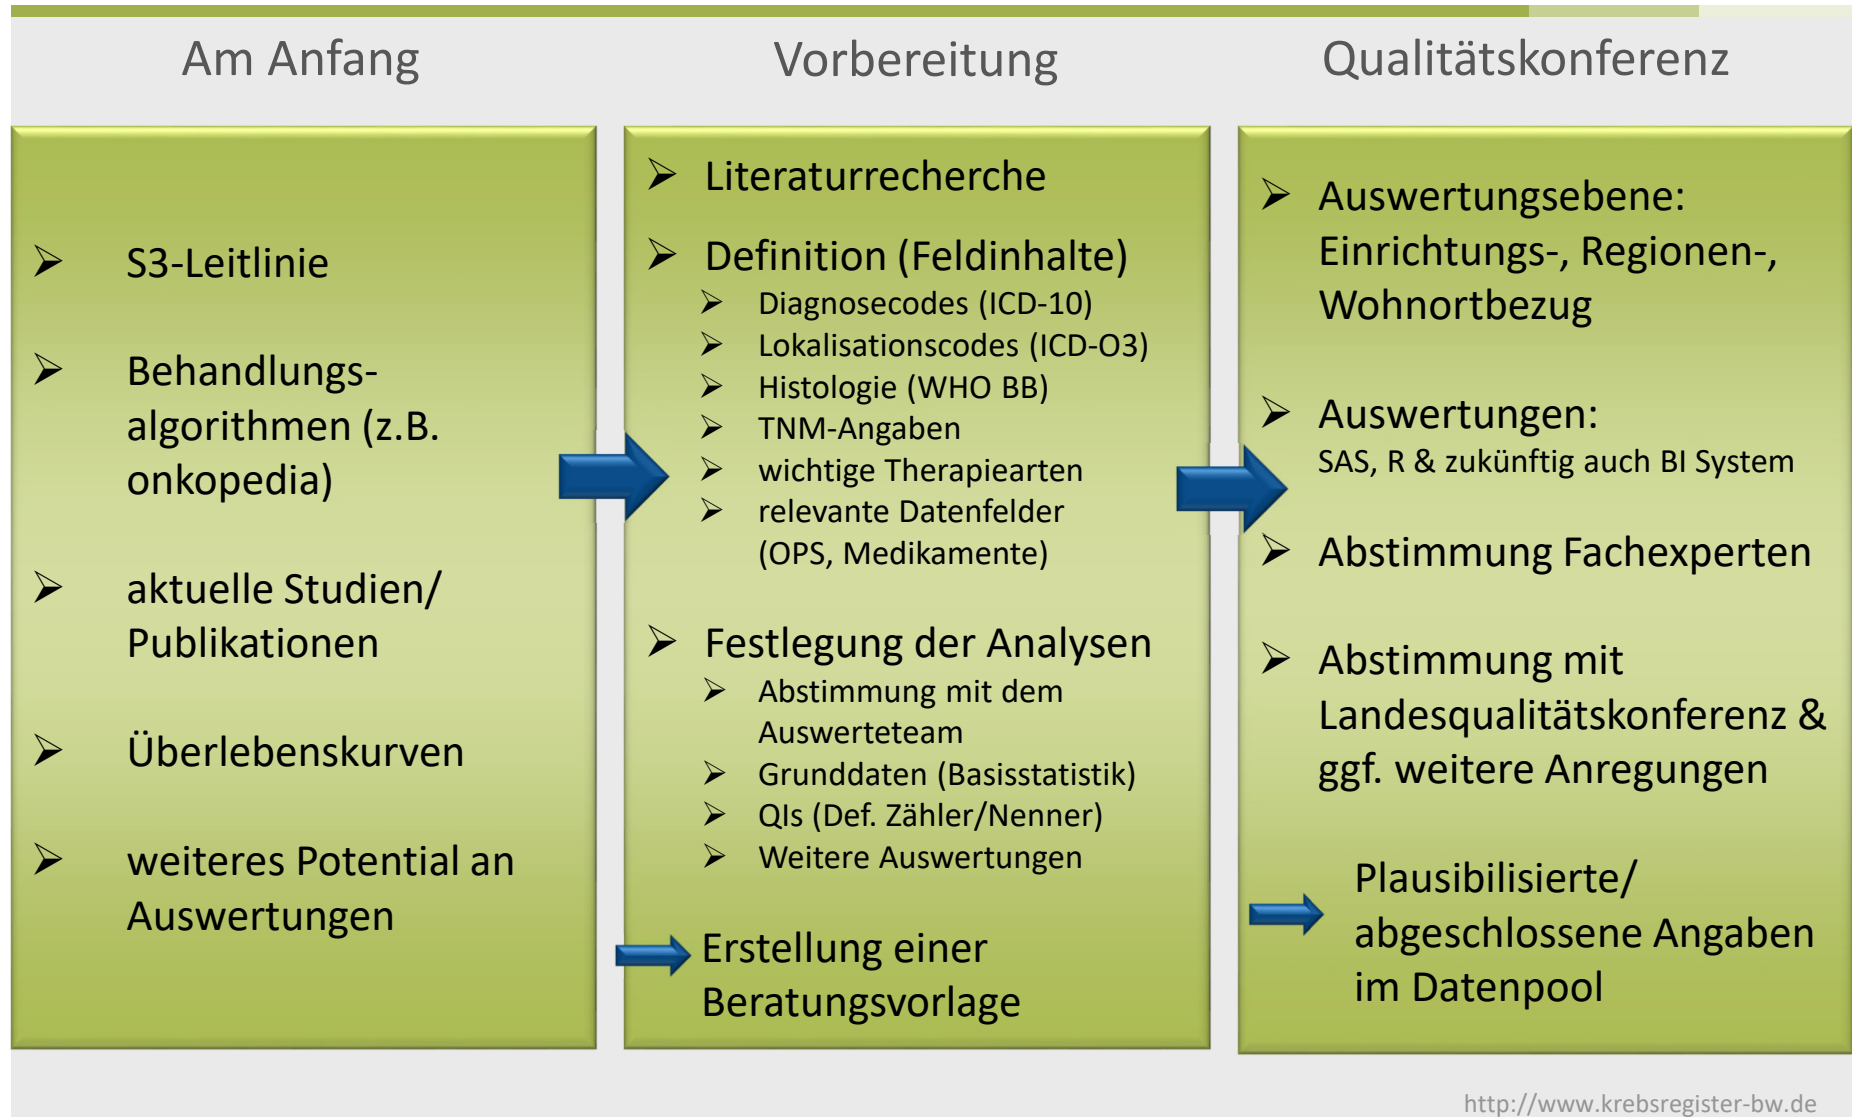 Am Anfang
S3-Leitlinie
Behandlungs-
algorithmen (z.B.
onkopedia)
aktuelle Studien/
Publikationen
Überlebenskurven
weiteres Potential an
Auswertungen
Vorbereitung
Literaturrecherche
Definition (Feldinhalte)
Diagnosecodes (ICD-10)
Lokalisationscodes (ICD-O3)
Histologie (WHO BB)
TNM-Angaben
wichtige Therapiearten
relevante Datenfelder
(OPS, Medikamente)
Festlegung der Analysen
Abstimmung mit dem
Auswerteteam
Grunddaten (Basisstatistik)
QIs (Def. Zähler/Nenner)
Weitere Auswertungen
Erstellung einer
Beratungsvorlage
Qualitätskonferenz
Auswertungsebene:
Einrichtungs-, Regionen-,
Wohnortbezug
Auswertungen:
SAS, R & zukünftig auch BI System
Abstimmung Fachexperten
Abstimmung mit
Landesqualitätskonferenz &
ggf. weitere Anregungen
Plausibilisierte/
abgeschlossene Angaben
im Datenpool
http://www.krebsregister-bw.de